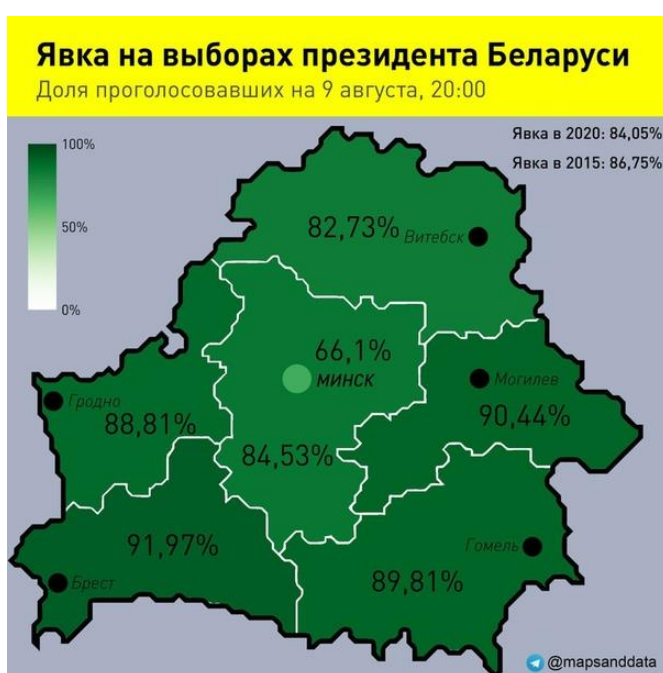 Явка на выборах президента Беларуси
Доля проголосовавших на 9 августа, 20:00
Явка в 2020: 84,05%
Явка в 2015: 86,75%
100%
50%
0%
82,73%
Витебск
66,1%
МИНСК
Могилев
90,44%
Гродно
88,81%
84,53%
91,97%
Брест
Гомель
89,81%
@mapsanddata